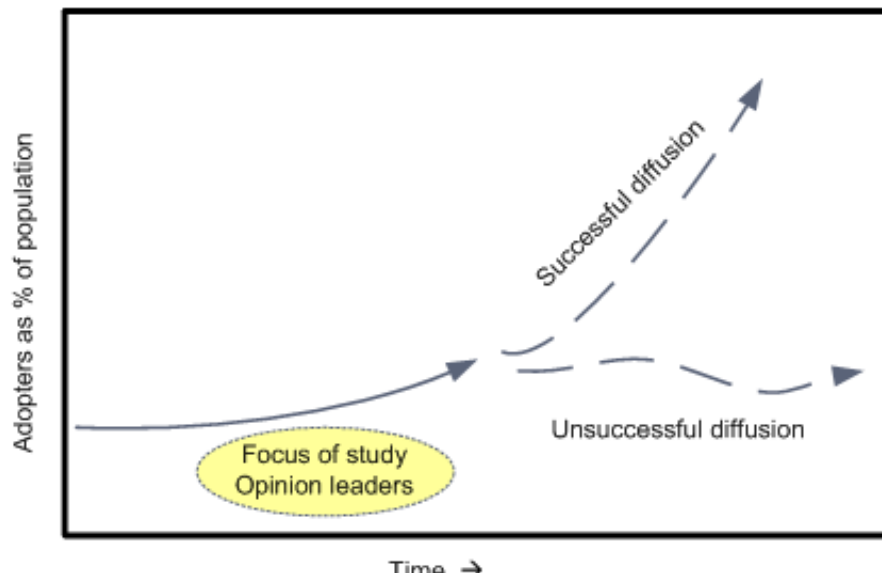 Adopters as % of population
Successful diffusion
Unsuccessful diffusion
Focus of study
Opinion leaders
Time →